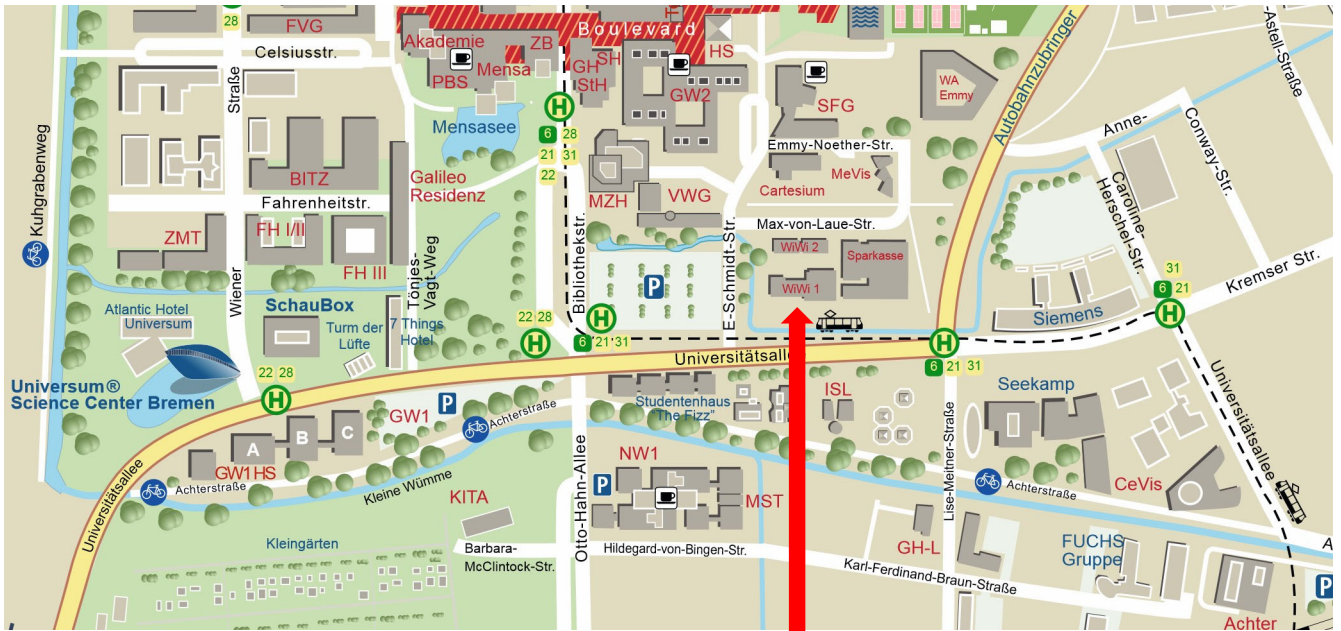 28
FVG
Celsiusstr.
Straße
Akademie
PBS
Mensa
ZB
Boulevard
GH
SH
StH
GW2
HS
SFG
WA
Emmy
Autobahnzubringer
-Astell-Straße
Anne-
Conway-Str.
Caroline-
Herschel-Str.
Kuhgrabenweg
Mensasee
H
6 28
21 31
22
Emmy-Noether-Str.
MeVis
Cartesium
BITZ
Galileo
Residenz
Fahrenheitstr.
MZH
VWG
Max-von-Laue-Str.
ZMT
FH I/II
FH III
Wiener
Tönjes-
Vagt-Weg
Bibliothekstr.
P
E-Schmidt-Str.
WiWi 2
WiWi 1
Sparkasse
Kremser Str.
31
6 21
H
Siemens
Atlantic Hotel
Universum
SchauBox
Turm der
Lüfte
7 Things
Hotel
22 28
H
H
6 21 31
Universitätsallee
H
6 21 31
Universum®
Science Center Bremen
22 28
H
GW1
P
Achterstraße
Studentenhaus
"The Fizz"
ISL
Seekamp
Universitätsallee
A
B
C
GW1HS
Achterstraße
Kleine Wümme
Universitätsallee
Otto-Hahn-Allee
NW1
P
MST
Lise-Meitner-Straße
Achterstraße
CeVis
KITA
Kleingärten
Barbara-
McClintock-Str.
Hildegard-von-Bingen-Str.
GH-L
Karl-Ferdinand-Braun-Straße
FUCHS
Gruppe
A
P
Achter